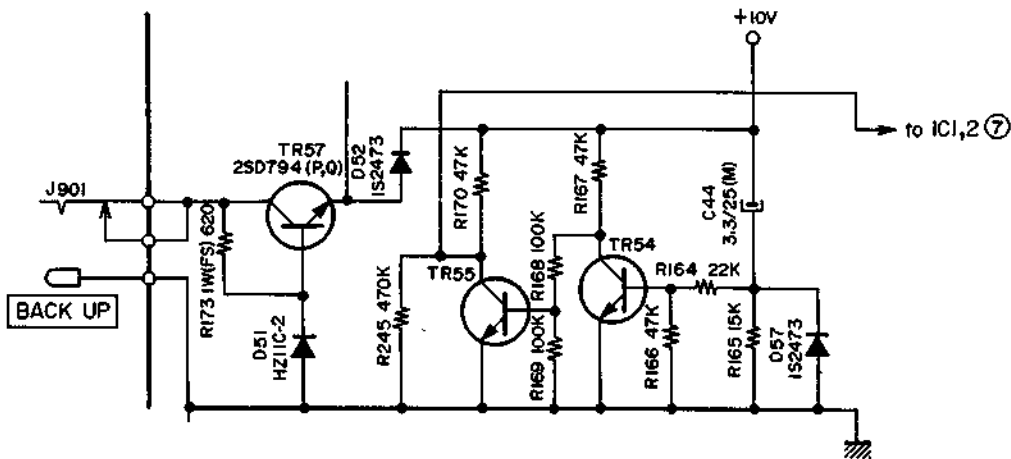 +10V
to IC1,2 ⑦
TR57
2SD794(P,Q)
D52
1S2473
R170 47K
R167 47K
C44
3.3/25(M)
J901
R173 1W(FS) 620
TR55
R168 100K
TR54
R164 22K
BACK UP
D51
HZ11C-2
R245 470K
R169 100K
R166 47K
R165 15K
D57
1S2473